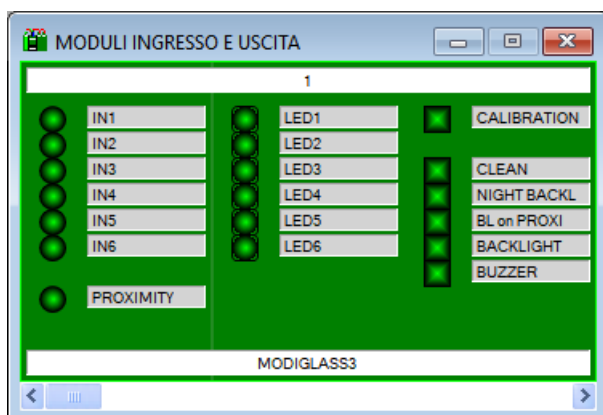 MODULI INGRESSO E USCITA
1
IN1 LED1 CALIBRATION
IN2 LED2
IN3 LED3 CLEAN
IN4 LED4 NIGHT BACKL
IN5 LED5 BL on PROXI
IN6 LED6 BACKLIGHT
BUZZER
PROXIMITY
MODIGLASS3